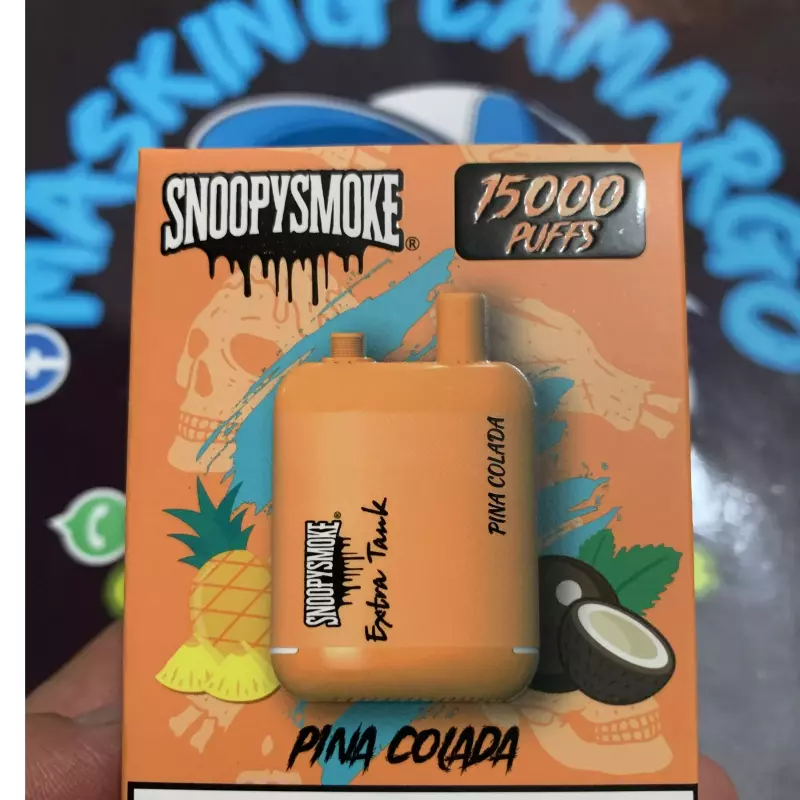 MASKING CAMARGO
SNOOPYSMOKE®
15000
PUFFS
PINA COLADA
SNOOPYSMOKE®
Extra Tank
PINA COLADA